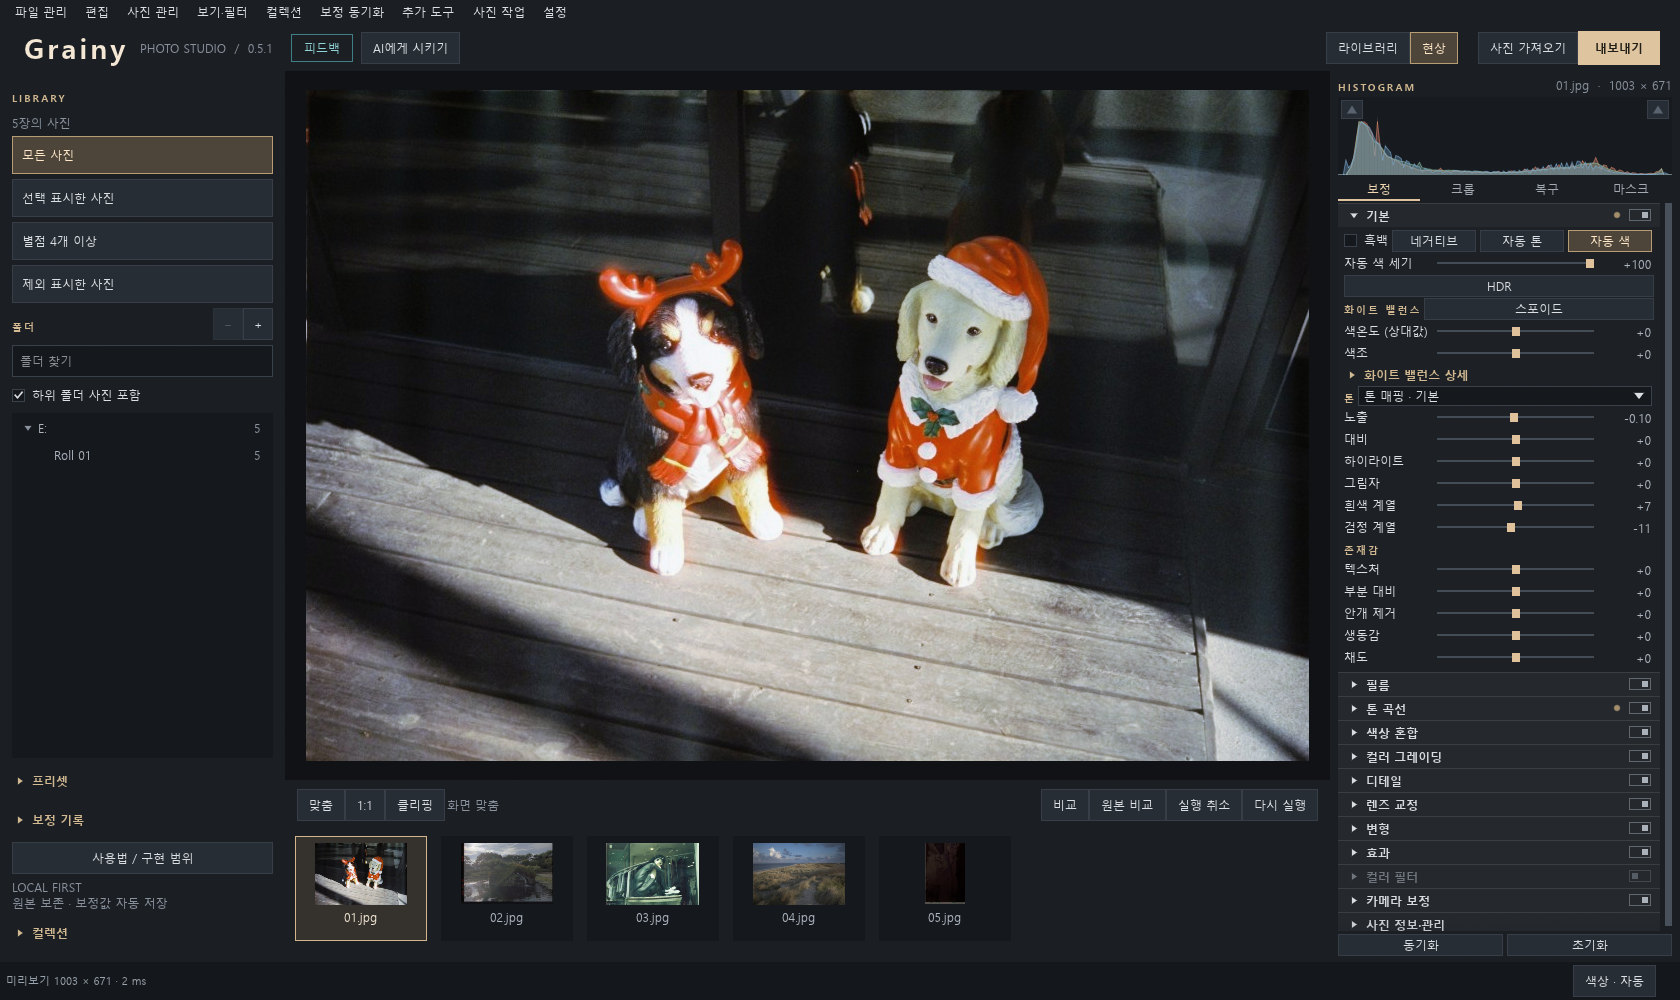 파일 관리 편집 사진 관리 보기·필터 컬렉션 보정 동기화 추가 도구 사진 작업 설정
Grainy PHOTO STUDIO / 0.5.1 피드백 AI에게 시키기 라이브러리 현상 사진 가져오기 내보내기
LIBRARY
5장의 사진
모든 사진
선택 표시한 사진
별점 4개 이상
제외 표시한 사진
폴더 − +
폴더 찾기
하위 폴더 사진 포함
E: 5
Roll 01 5
프리셋
보정 기록
사용법 / 구현 범위
LOCAL FIRST
원본 보존 · 보정값 자동 저장
컬렉션
맞춤 1:1 클리핑 화면 맞춤 비교 원본 비교 실행 취소 다시 실행
01.jpg 02.jpg 03.jpg 04.jpg 05.jpg
HISTOGRAM 01.jpg · 1003 × 671
보정 크롭 복구 마스크
기본
흑백 네거티브 자동 톤 자동 색
자동 색 세기 +100
HDR
화이트 밸런스 스포이드
색온도 (상대값) +0
색조 +0
화이트 밸런스 상세
톤 톤 매핑 · 기본
노출 -0.10
대비 +0
하이라이트 +0
그림자 +0
흰색 계열 +7
검정 계열 -11
존재감
텍스처 +0
부분 대비 +0
안개 제거 +0
생동감 +0
채도 +0
필름
톤 곡선
색상 혼합
컬러 그레이딩
디테일
렌즈 교정
변형
효과
컬러 필터
카메라 보정
사진 정보·관리
동기화 초기화
미리보기 1003 × 671 · 2 ms 색상 · 자동